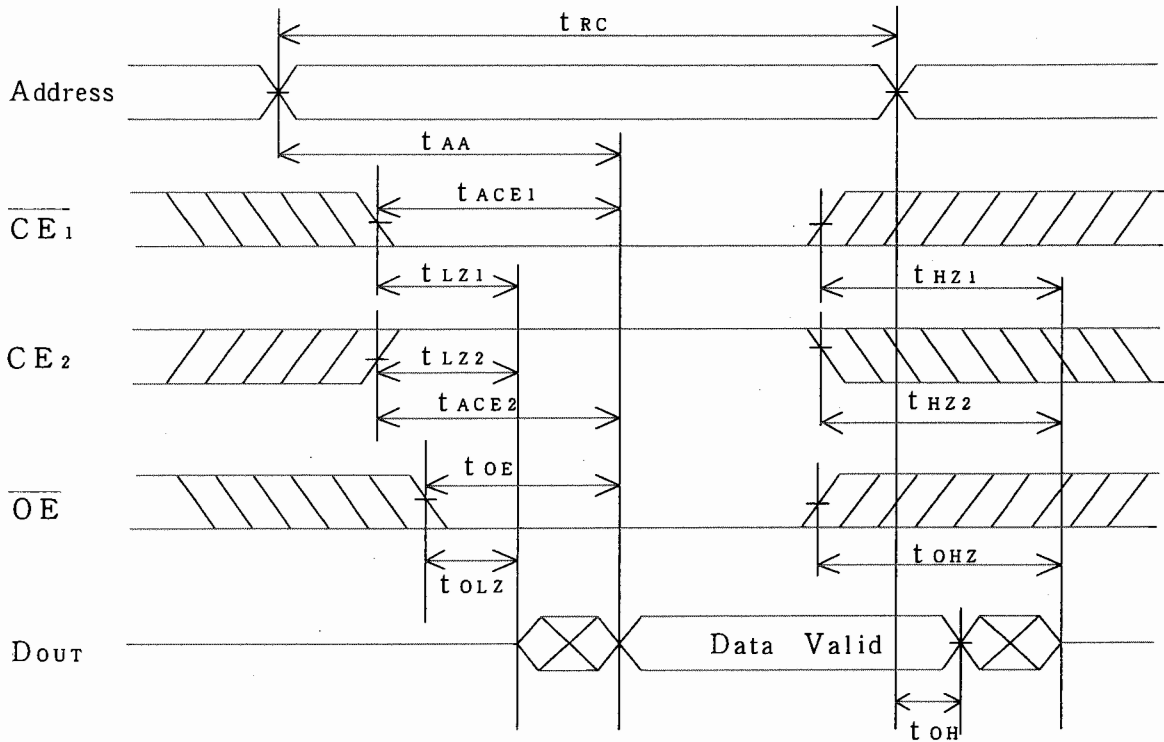 t RC
Address
t AA
t ACE1
CE1
t LZ1
t HZ1
CE2
t LZ2
t HZ2
t ACE2
t OE
OE
t OHZ
t OLZ
DOUT
Data Valid
t OH